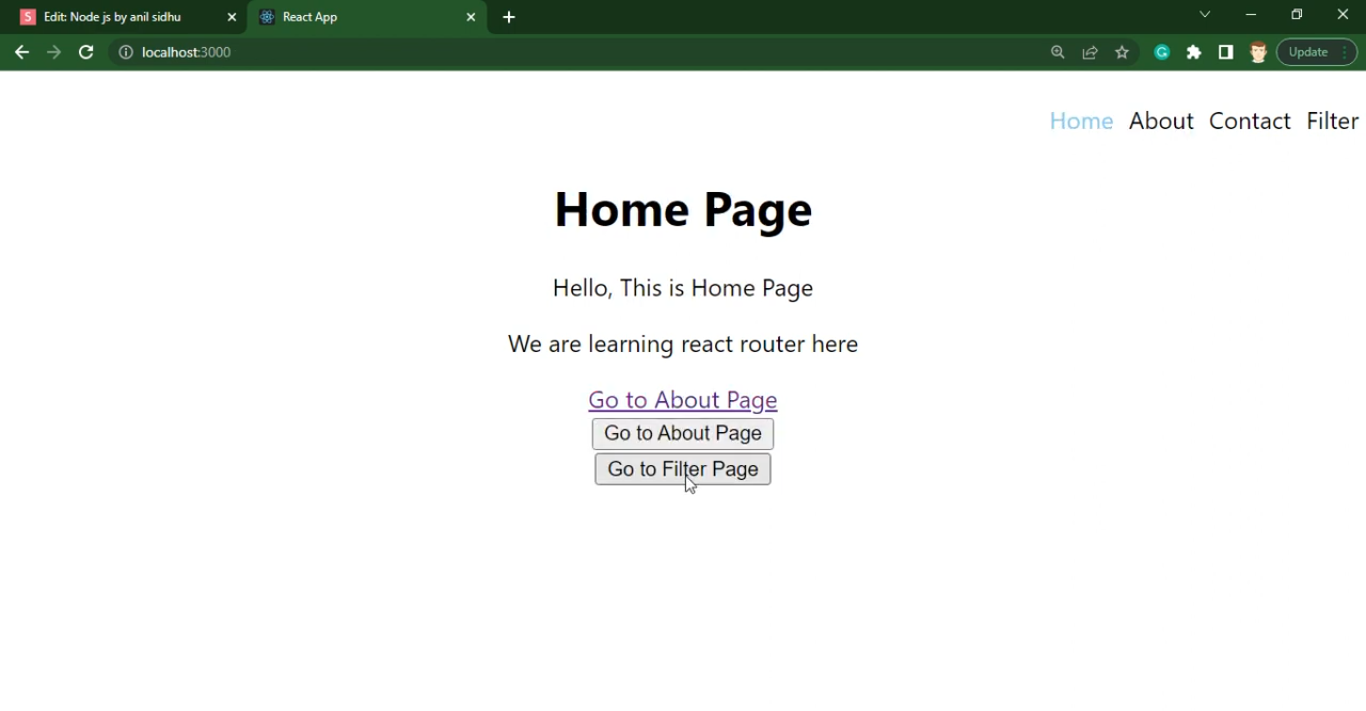 S Edit: Node js by anil sidhu
React App
localhost:3000
Update
Home About Contact Filter
Home Page
Hello, This is Home Page
We are learning react router here
Go to About Page
Go to About Page
Go to Filter Page